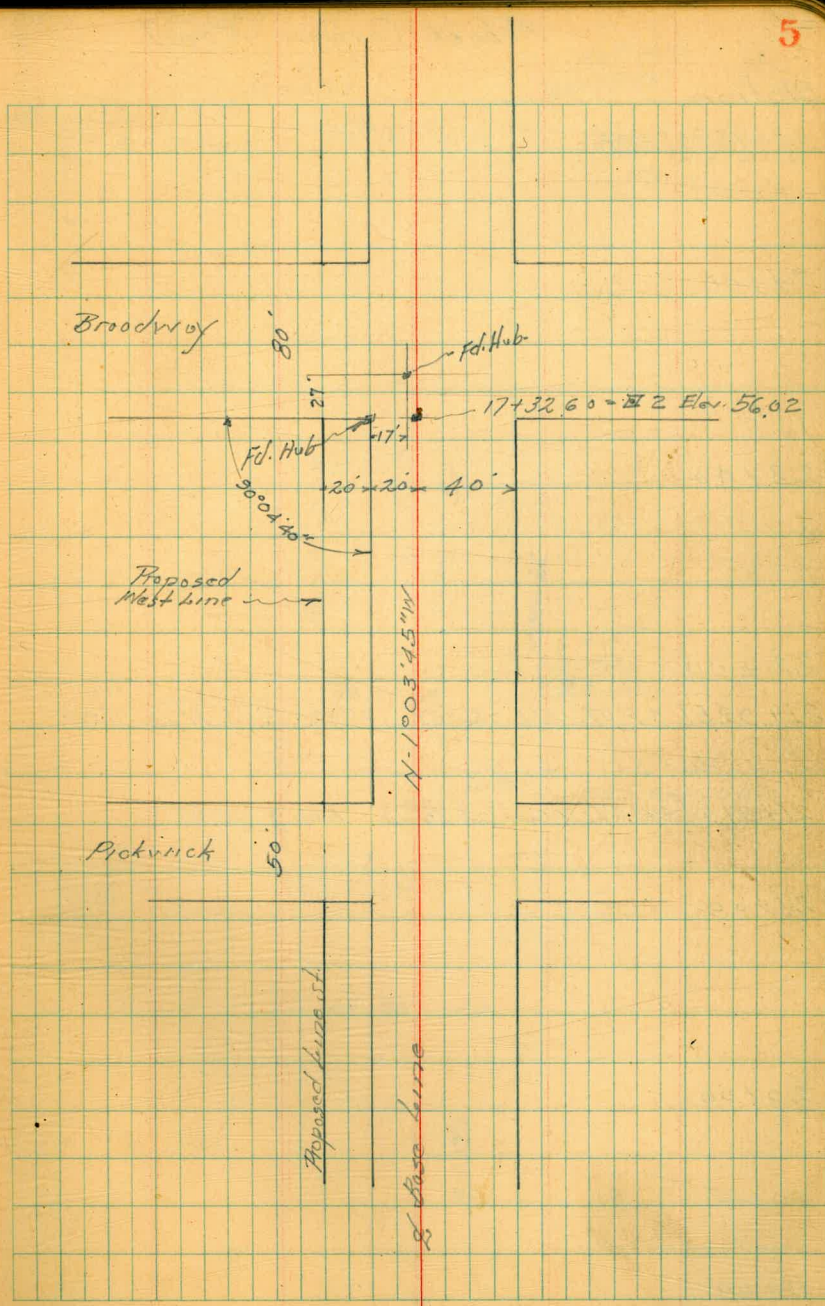 5
Broadway
80'
Fd. Hub
27'
17+32.60 = 2 Elev. 56.02
Fd. Hub
17'
20' 20' 40'
90°04'40"
Proposed
West Line
N-1°03'45"W
Pickwick
50'
Proposed Line St.
Base Line